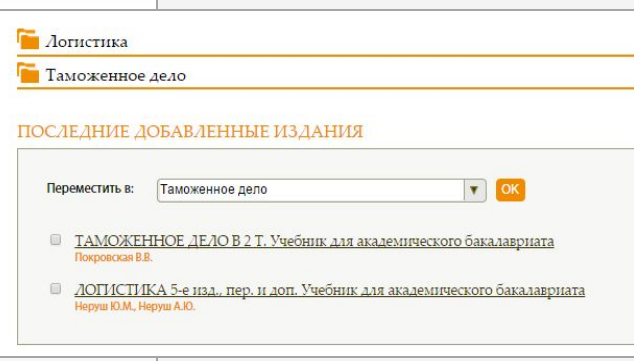 Логистика
Таможенное дело
ПОСЛЕДНИЕ ДОБАВЛЕННЫЕ ИЗДАНИЯ
Переместить в: Таможенное дело OK
ТАМОЖЕННОЕ ДЕЛО В 2 Т. Учебник для академического бакалавриата
Покровская В.В.
ЛОГИСТИКА 5-е изд., пер. и доп. Учебник для академического бакалавриата
Неруш Ю.М., Неруш А.Ю.